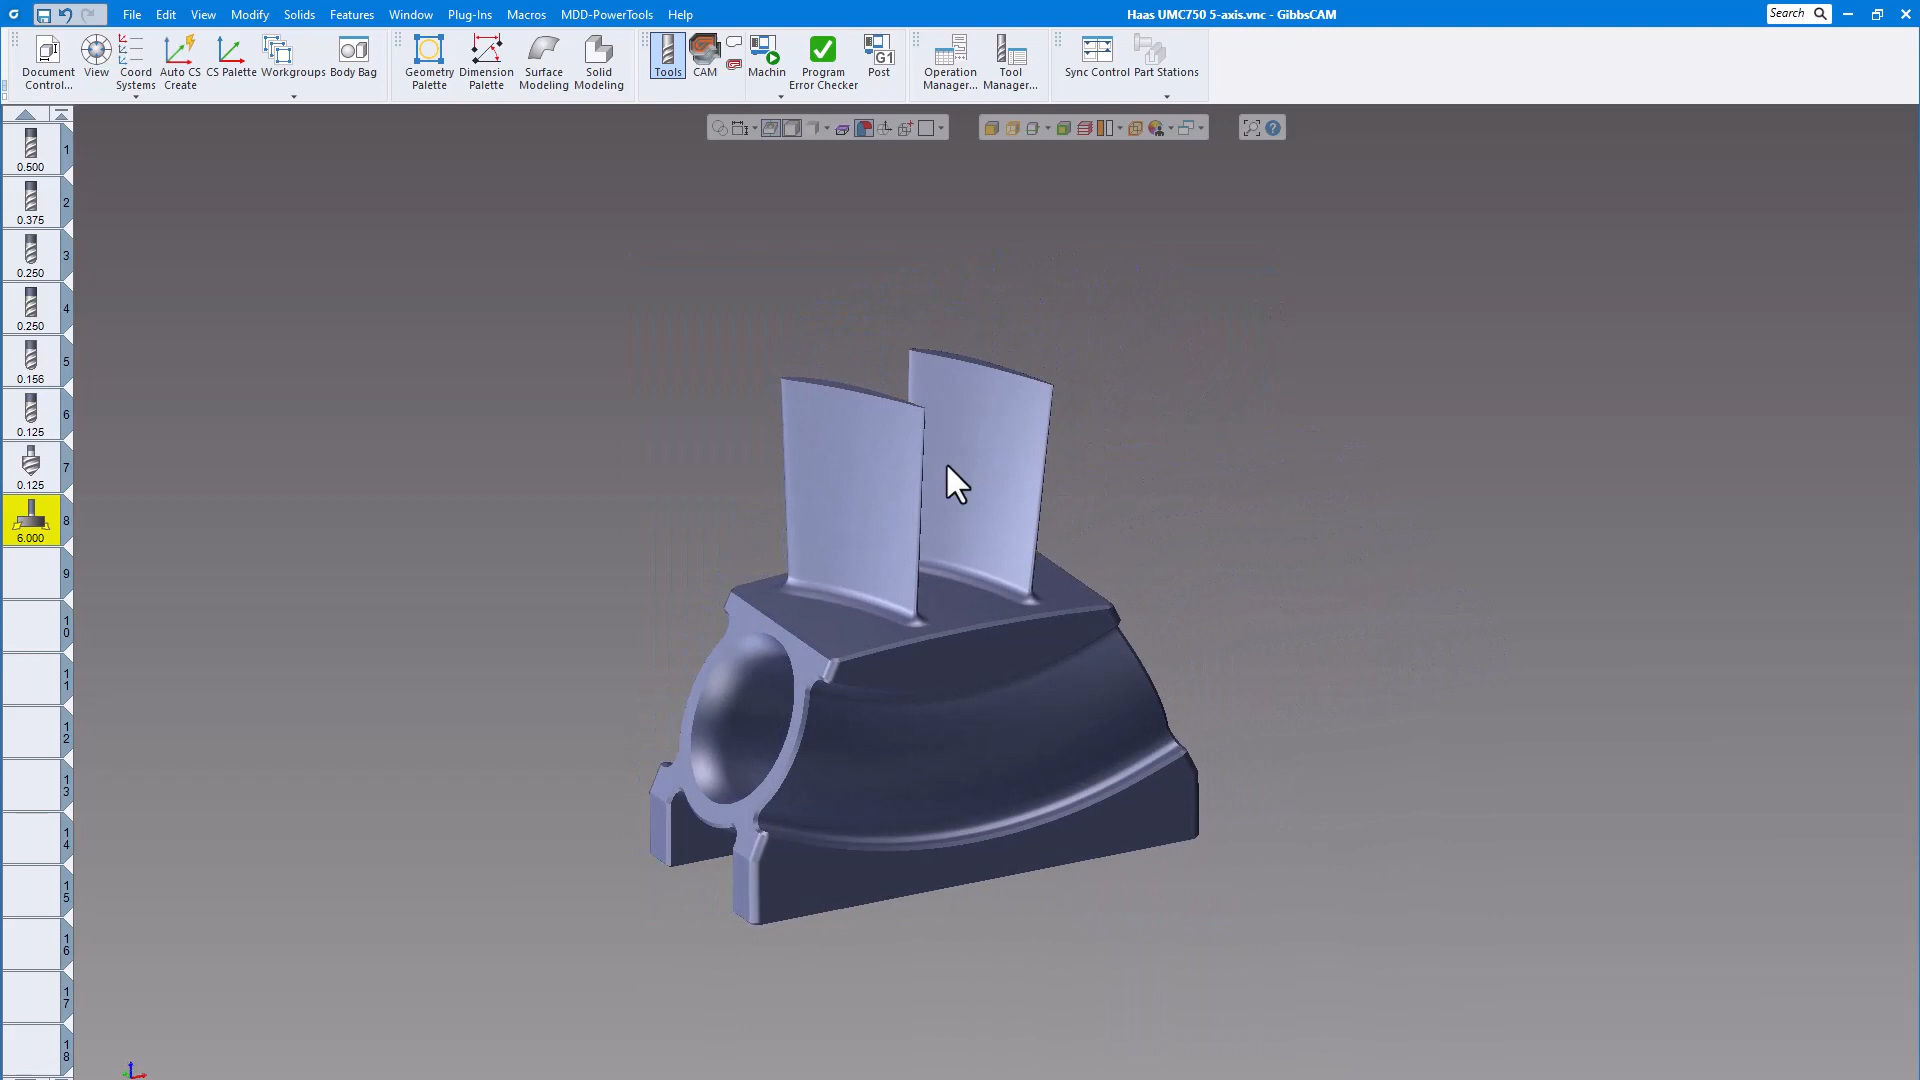 File Edit View Modify Solids Features Window Plug-Ins Macros MDD-PowerTools Help
Haas UMC750 5-axis.vnc - GibbsCAM
Search
Document Control...
View
Coord Systems
Auto CS Create
CS Palette
Workgroups
Body Bag
Geometry Palette
Dimension Palette
Surface Modeling
Solid Modeling
Tools
CAM
Machin
Program Error Checker
G1
Post
Operation Manager...
Tool Manager...
Sync Control
Part Stations
0.500 1
0.375 2
0.250 3
0.250 4
0.156 5
0.125 6
0.125 7
6.000 8
9
10
11
12
13
14
15
16
17
18